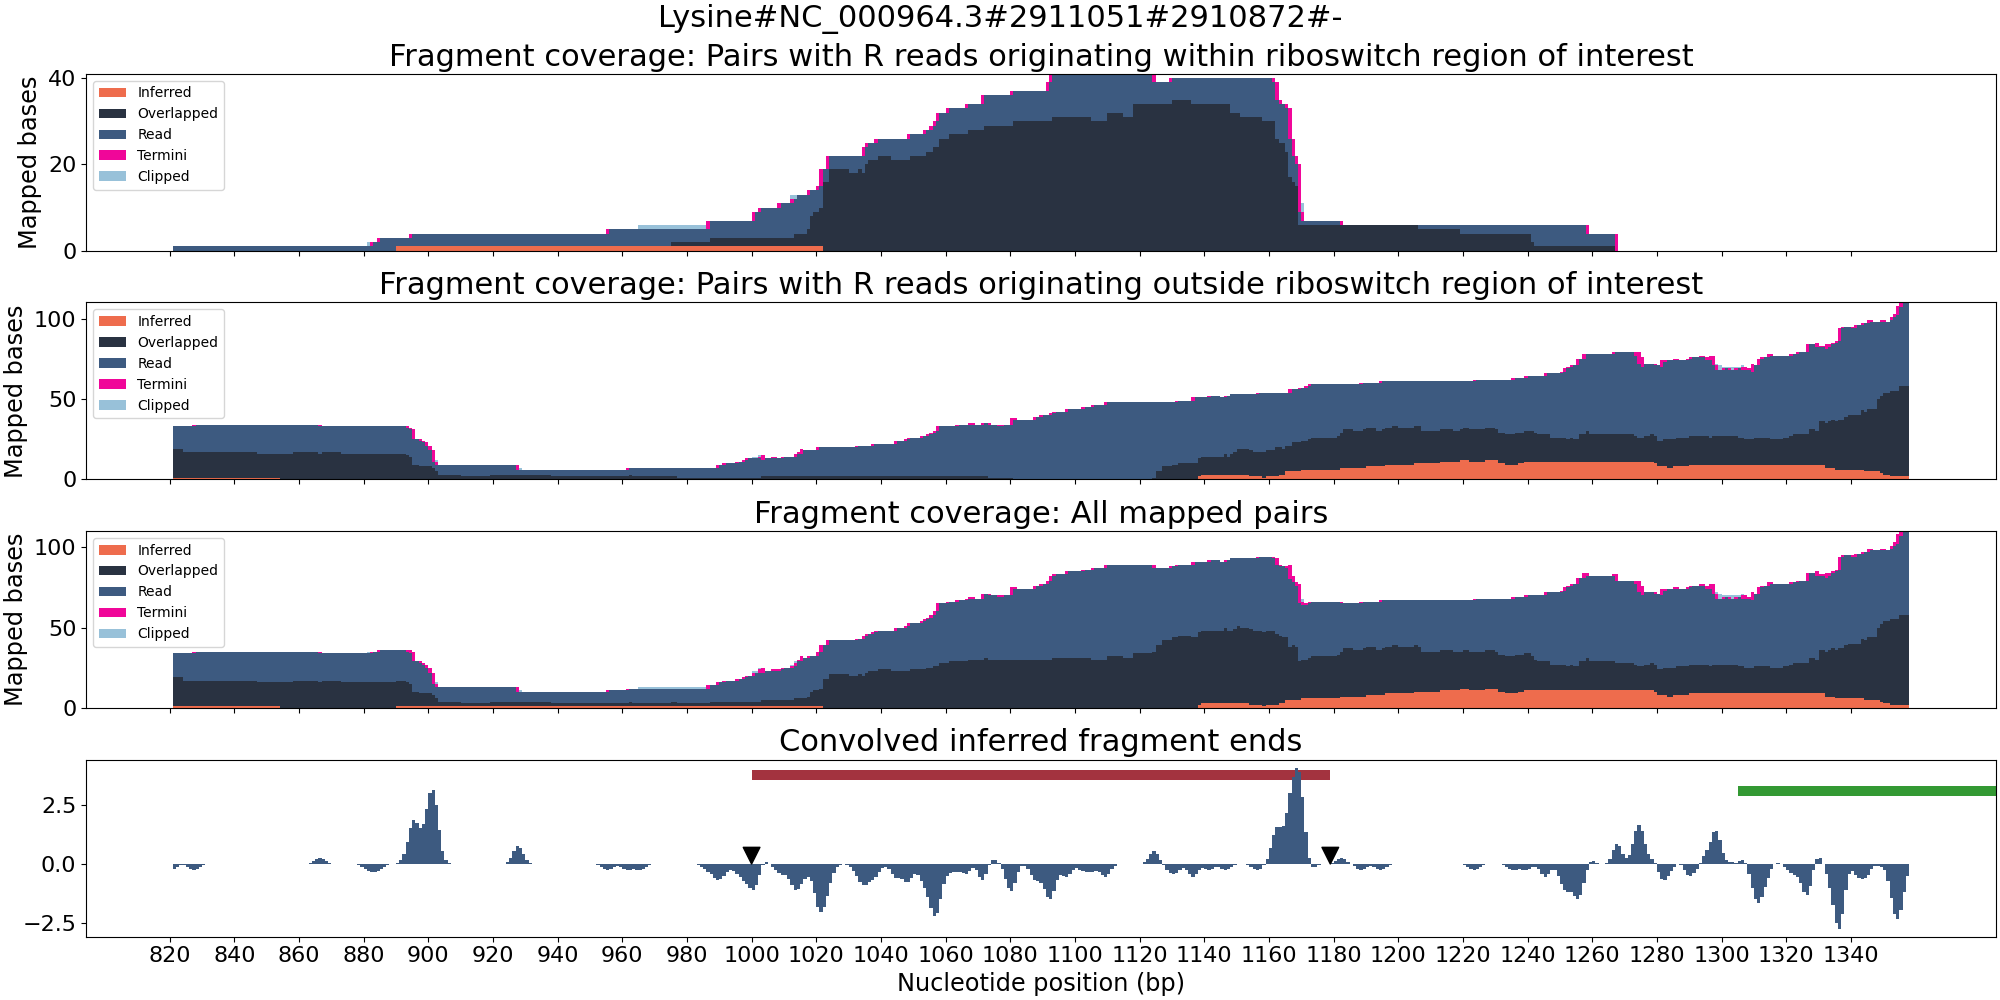 Lysine#NC_000964.3#2911051#2910872#-
Fragment coverage: Pairs with R reads originating within riboswitch region of interest
Mapped bases
40
20
0
Inferred
Overlapped
Read
Termini
Clipped
Fragment coverage: Pairs with R reads originating outside riboswitch region of interest
Mapped bases
100
50
0
Inferred
Overlapped
Read
Termini
Clipped
Fragment coverage: All mapped pairs
Mapped bases
100
50
0
Inferred
Overlapped
Read
Termini
Clipped
Convolved inferred fragment ends
2.5
0.0
−2.5
820 840 860 880 900 920 940 960 980 1000 1020 1040 1060 1080 1100 1120 1140 1160 1180 1200 1220 1240 1260 1280 1300 1320 1340
Nucleotide position (bp)